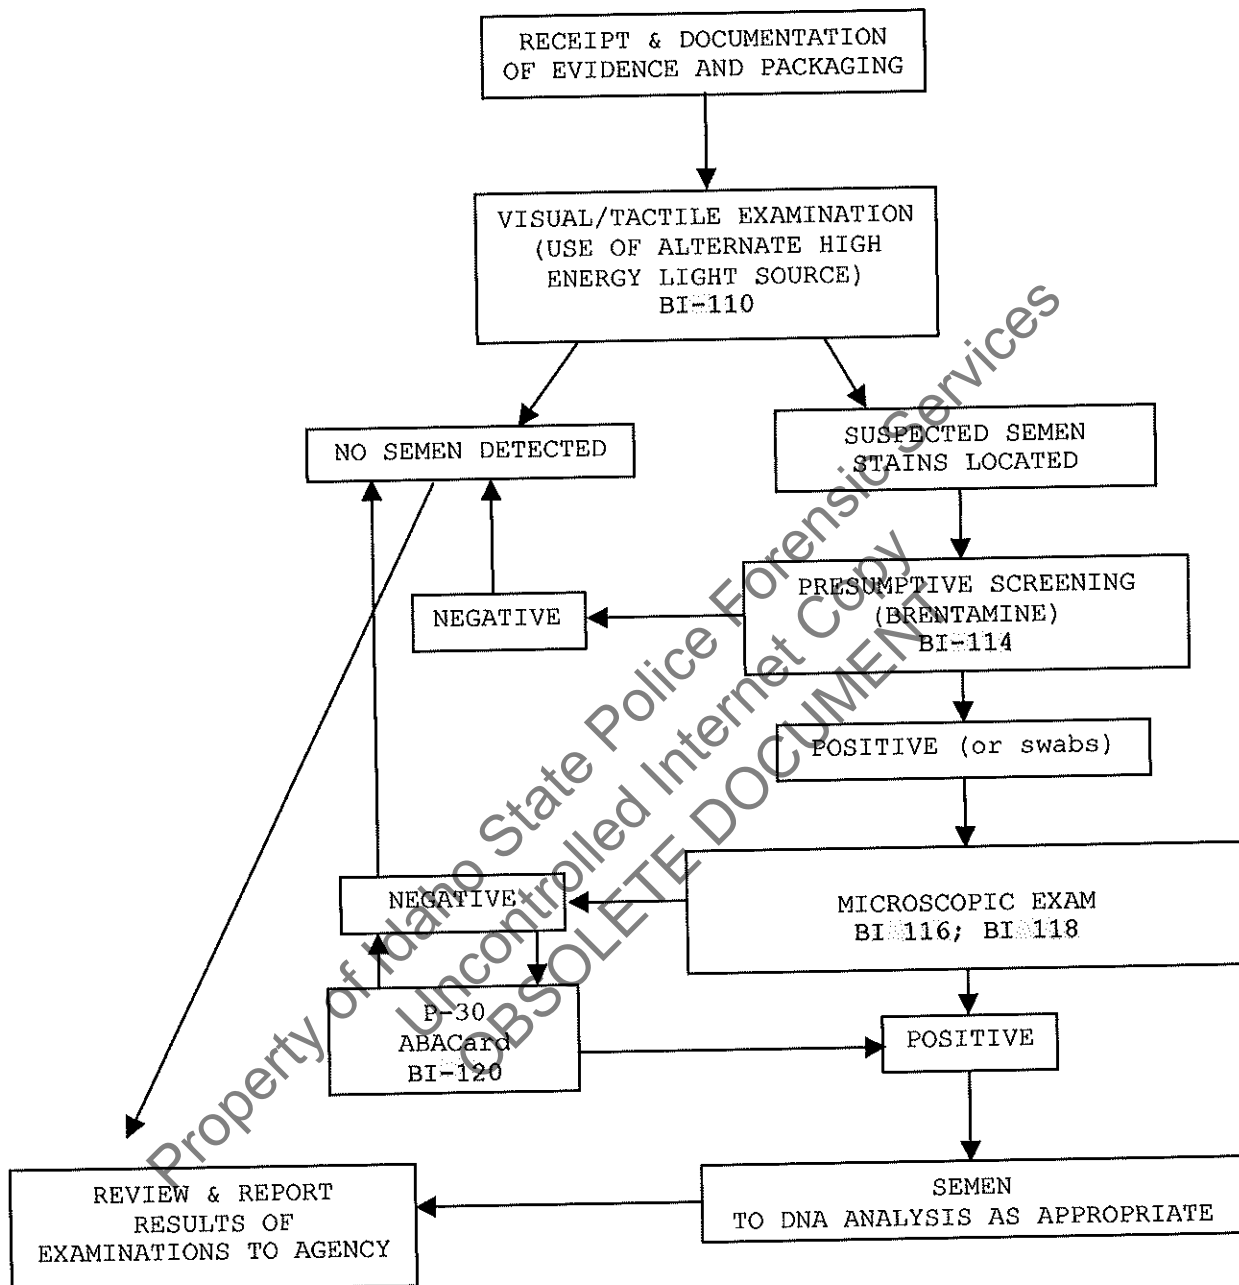 RECEIPT & DOCUMENTATION
OF EVIDENCE AND PACKAGING
VISUAL/TACTILE EXAMINATION
(USE OF ALTERNATE HIGH
ENERGY LIGHT SOURCE)
BI-110
NO SEMEN DETECTED
SUSPECTED SEMEN
STAINS LOCATED
NEGATIVE
PRESUMPTIVE SCREENING
(BRENTAMINE)
BI-114
POSITIVE (or swabs)
NEGATIVE
MICROSCOPIC EXAM
BI 116; BI 118
P-30
ABACard
BI-120
POSITIVE
REVIEW & REPORT
RESULTS OF
EXAMINATIONS TO AGENCY
SEMEN
TO DNA ANALYSIS AS APPROPRIATE
Property of Idaho State Police Forensic Services
Uncontrolled Internet Copy
OBSOLETE DOCUMENT